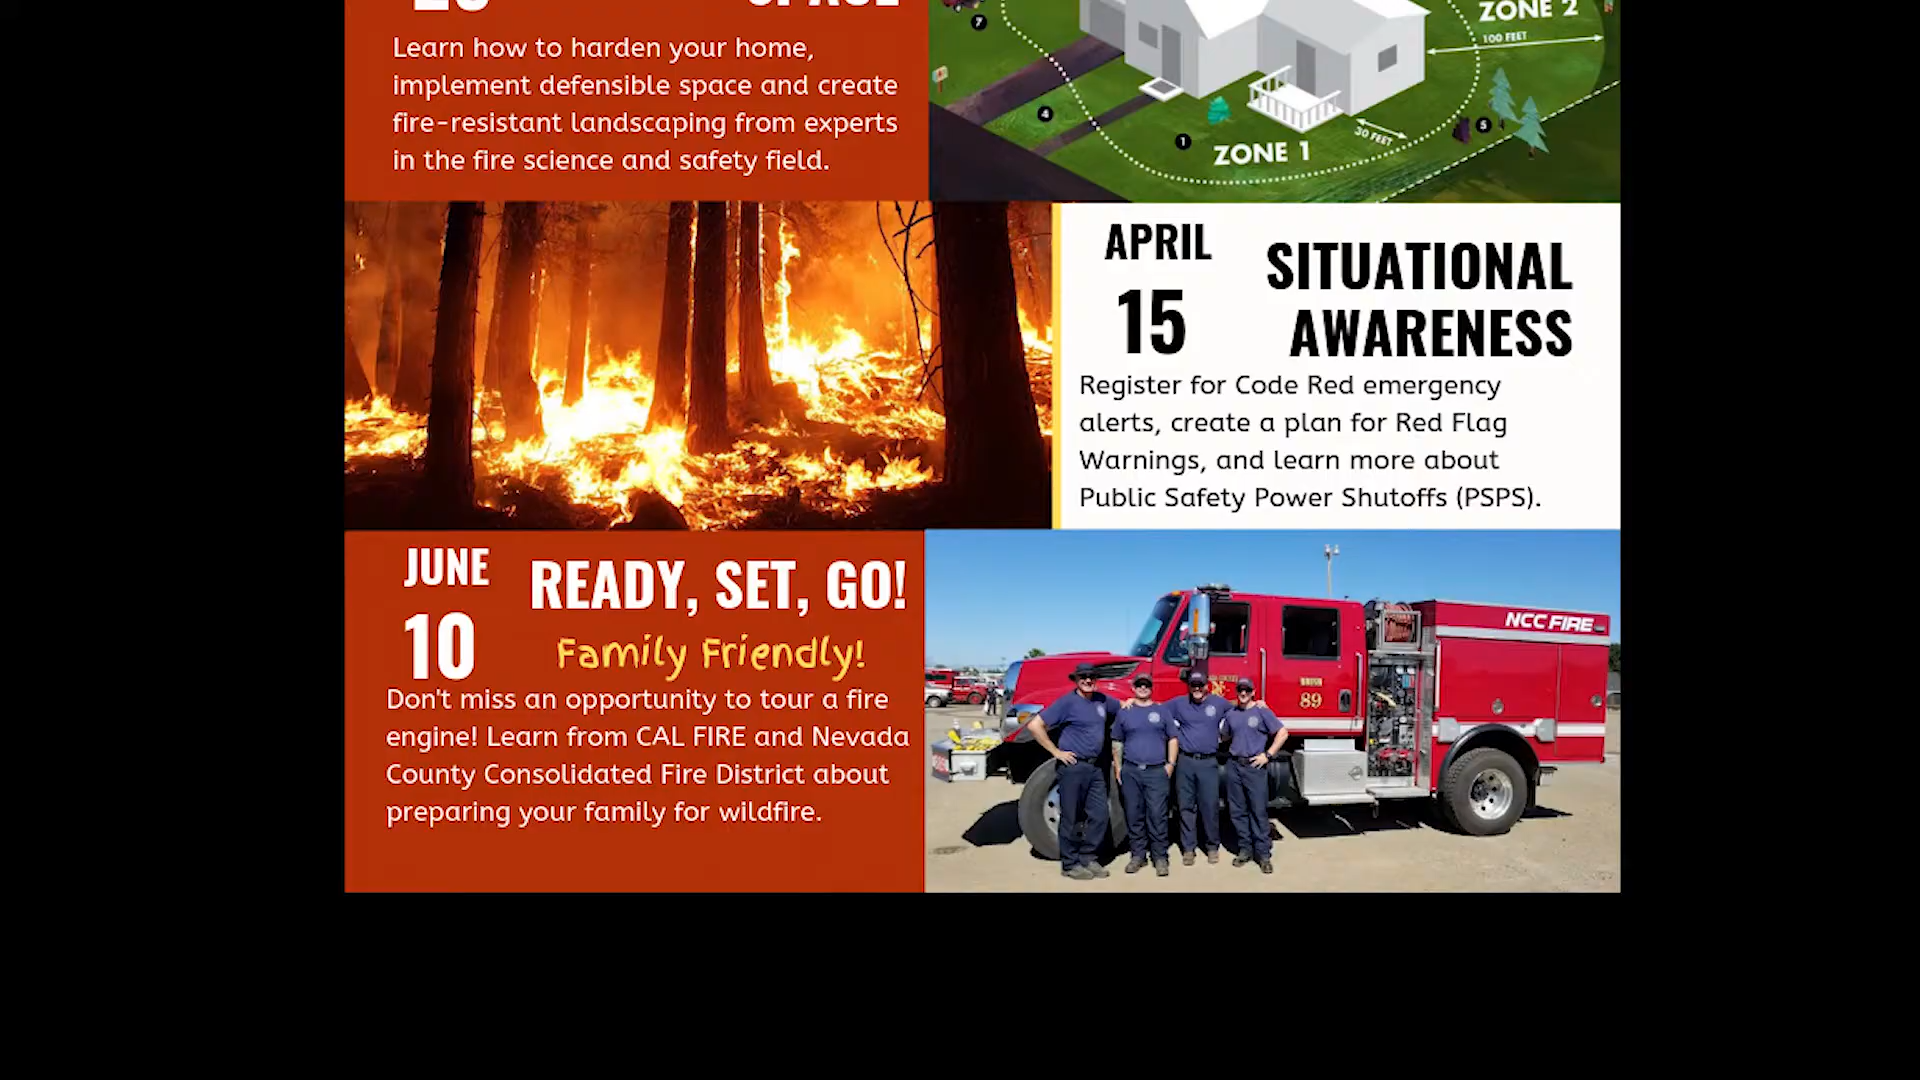 Learn how to harden your home,
implement defensible space and create
fire-resistant landscaping from experts
in the fire science and safety field.
7
4
1
5
ZONE 2
100 FEET
30 FEET
ZONE 1
APRIL
15
SITUATIONAL
AWARENESS
Register for Code Red emergency
alerts, create a plan for Red Flag
Warnings, and learn more about
Public Safety Power Shutoffs (PSPS).
JUNE
10
READY, SET, GO!
Family Friendly!
Don't miss an opportunity to tour a fire
engine! Learn from CAL FIRE and Nevada
County Consolidated Fire District about
preparing your family for wildfire.
NCC FIRE
89